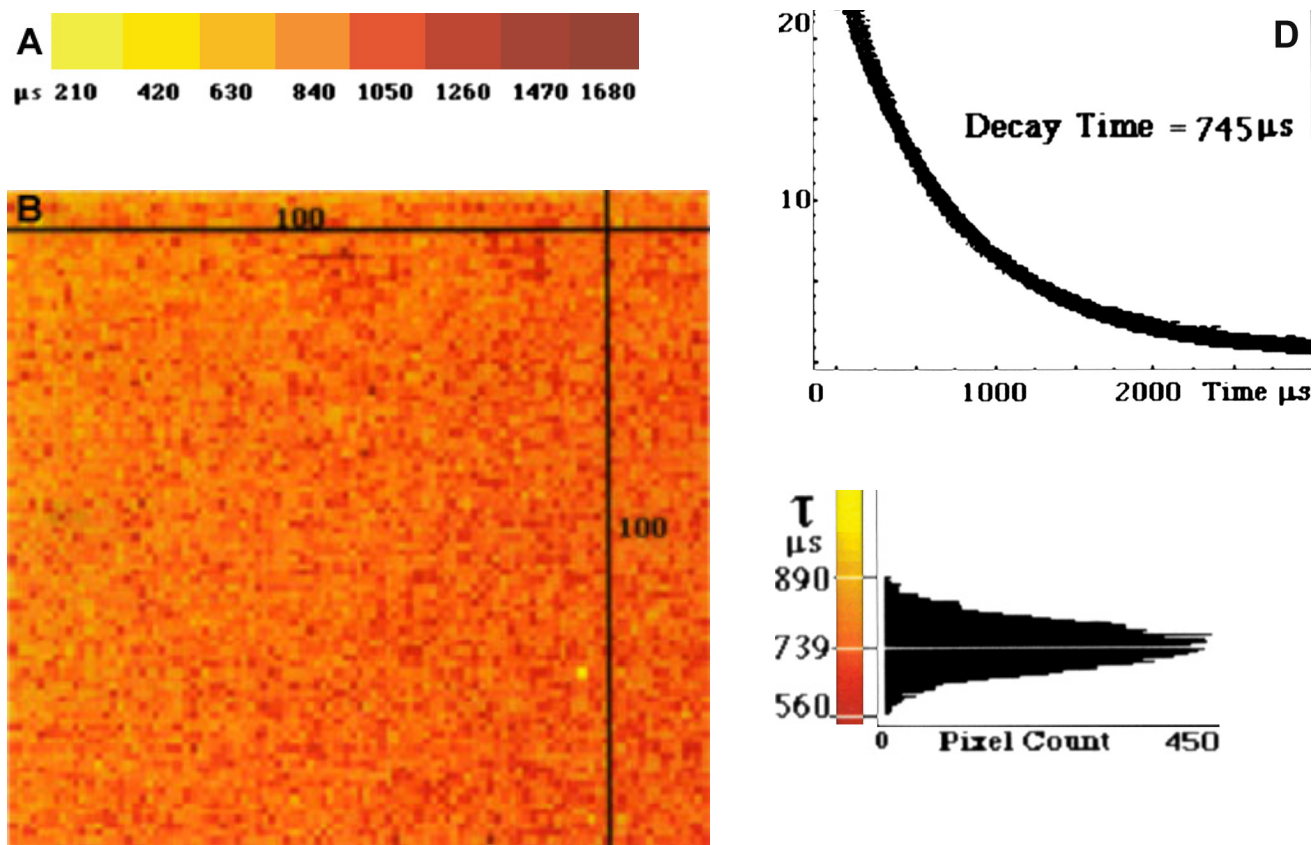 A
µs 210 420 630 840 1050 1260 1470 1680
B
100
100
D
20
Decay Time = 745µs
10
0 1000 2000 Time µs
τ
µs
890
739
560
0 Pixel Count 450